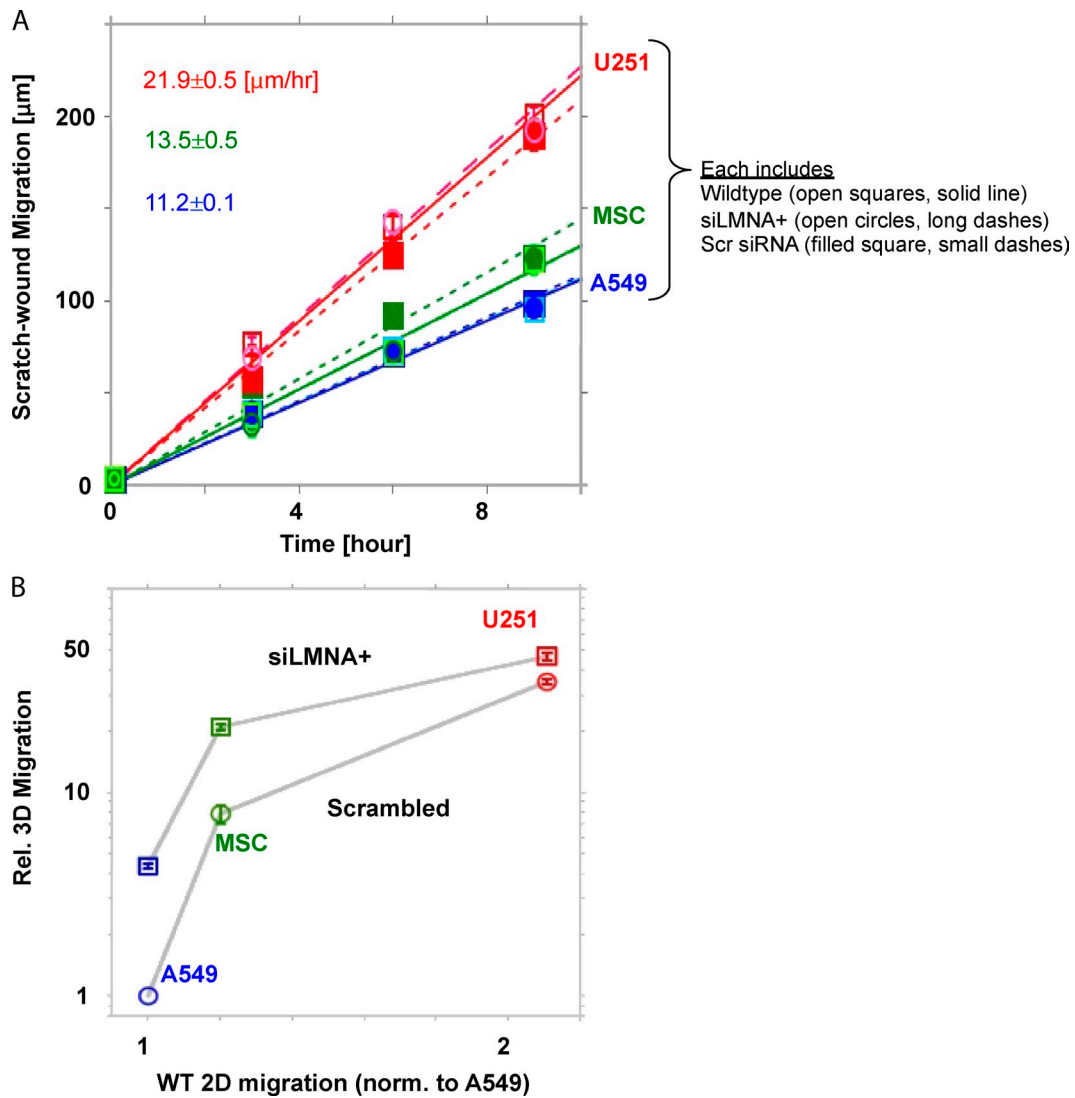 A
Scratch-wound Migration [µm]
200
100
0
21.9±0.5 [µm/hr]
13.5±0.5
11.2±0.1
U251
MSC
A549
Each includes
Wildtype (open squares, solid line)
siLMNA+ (open circles, long dashes)
Scr siRNA (filled square, small dashes)
0 4 8
Time [hour]
B
Rel. 3D Migration
50
10
1
U251
siLMNA+
Scrambled
MSC
A549
1 2
WT 2D migration (norm. to A549)